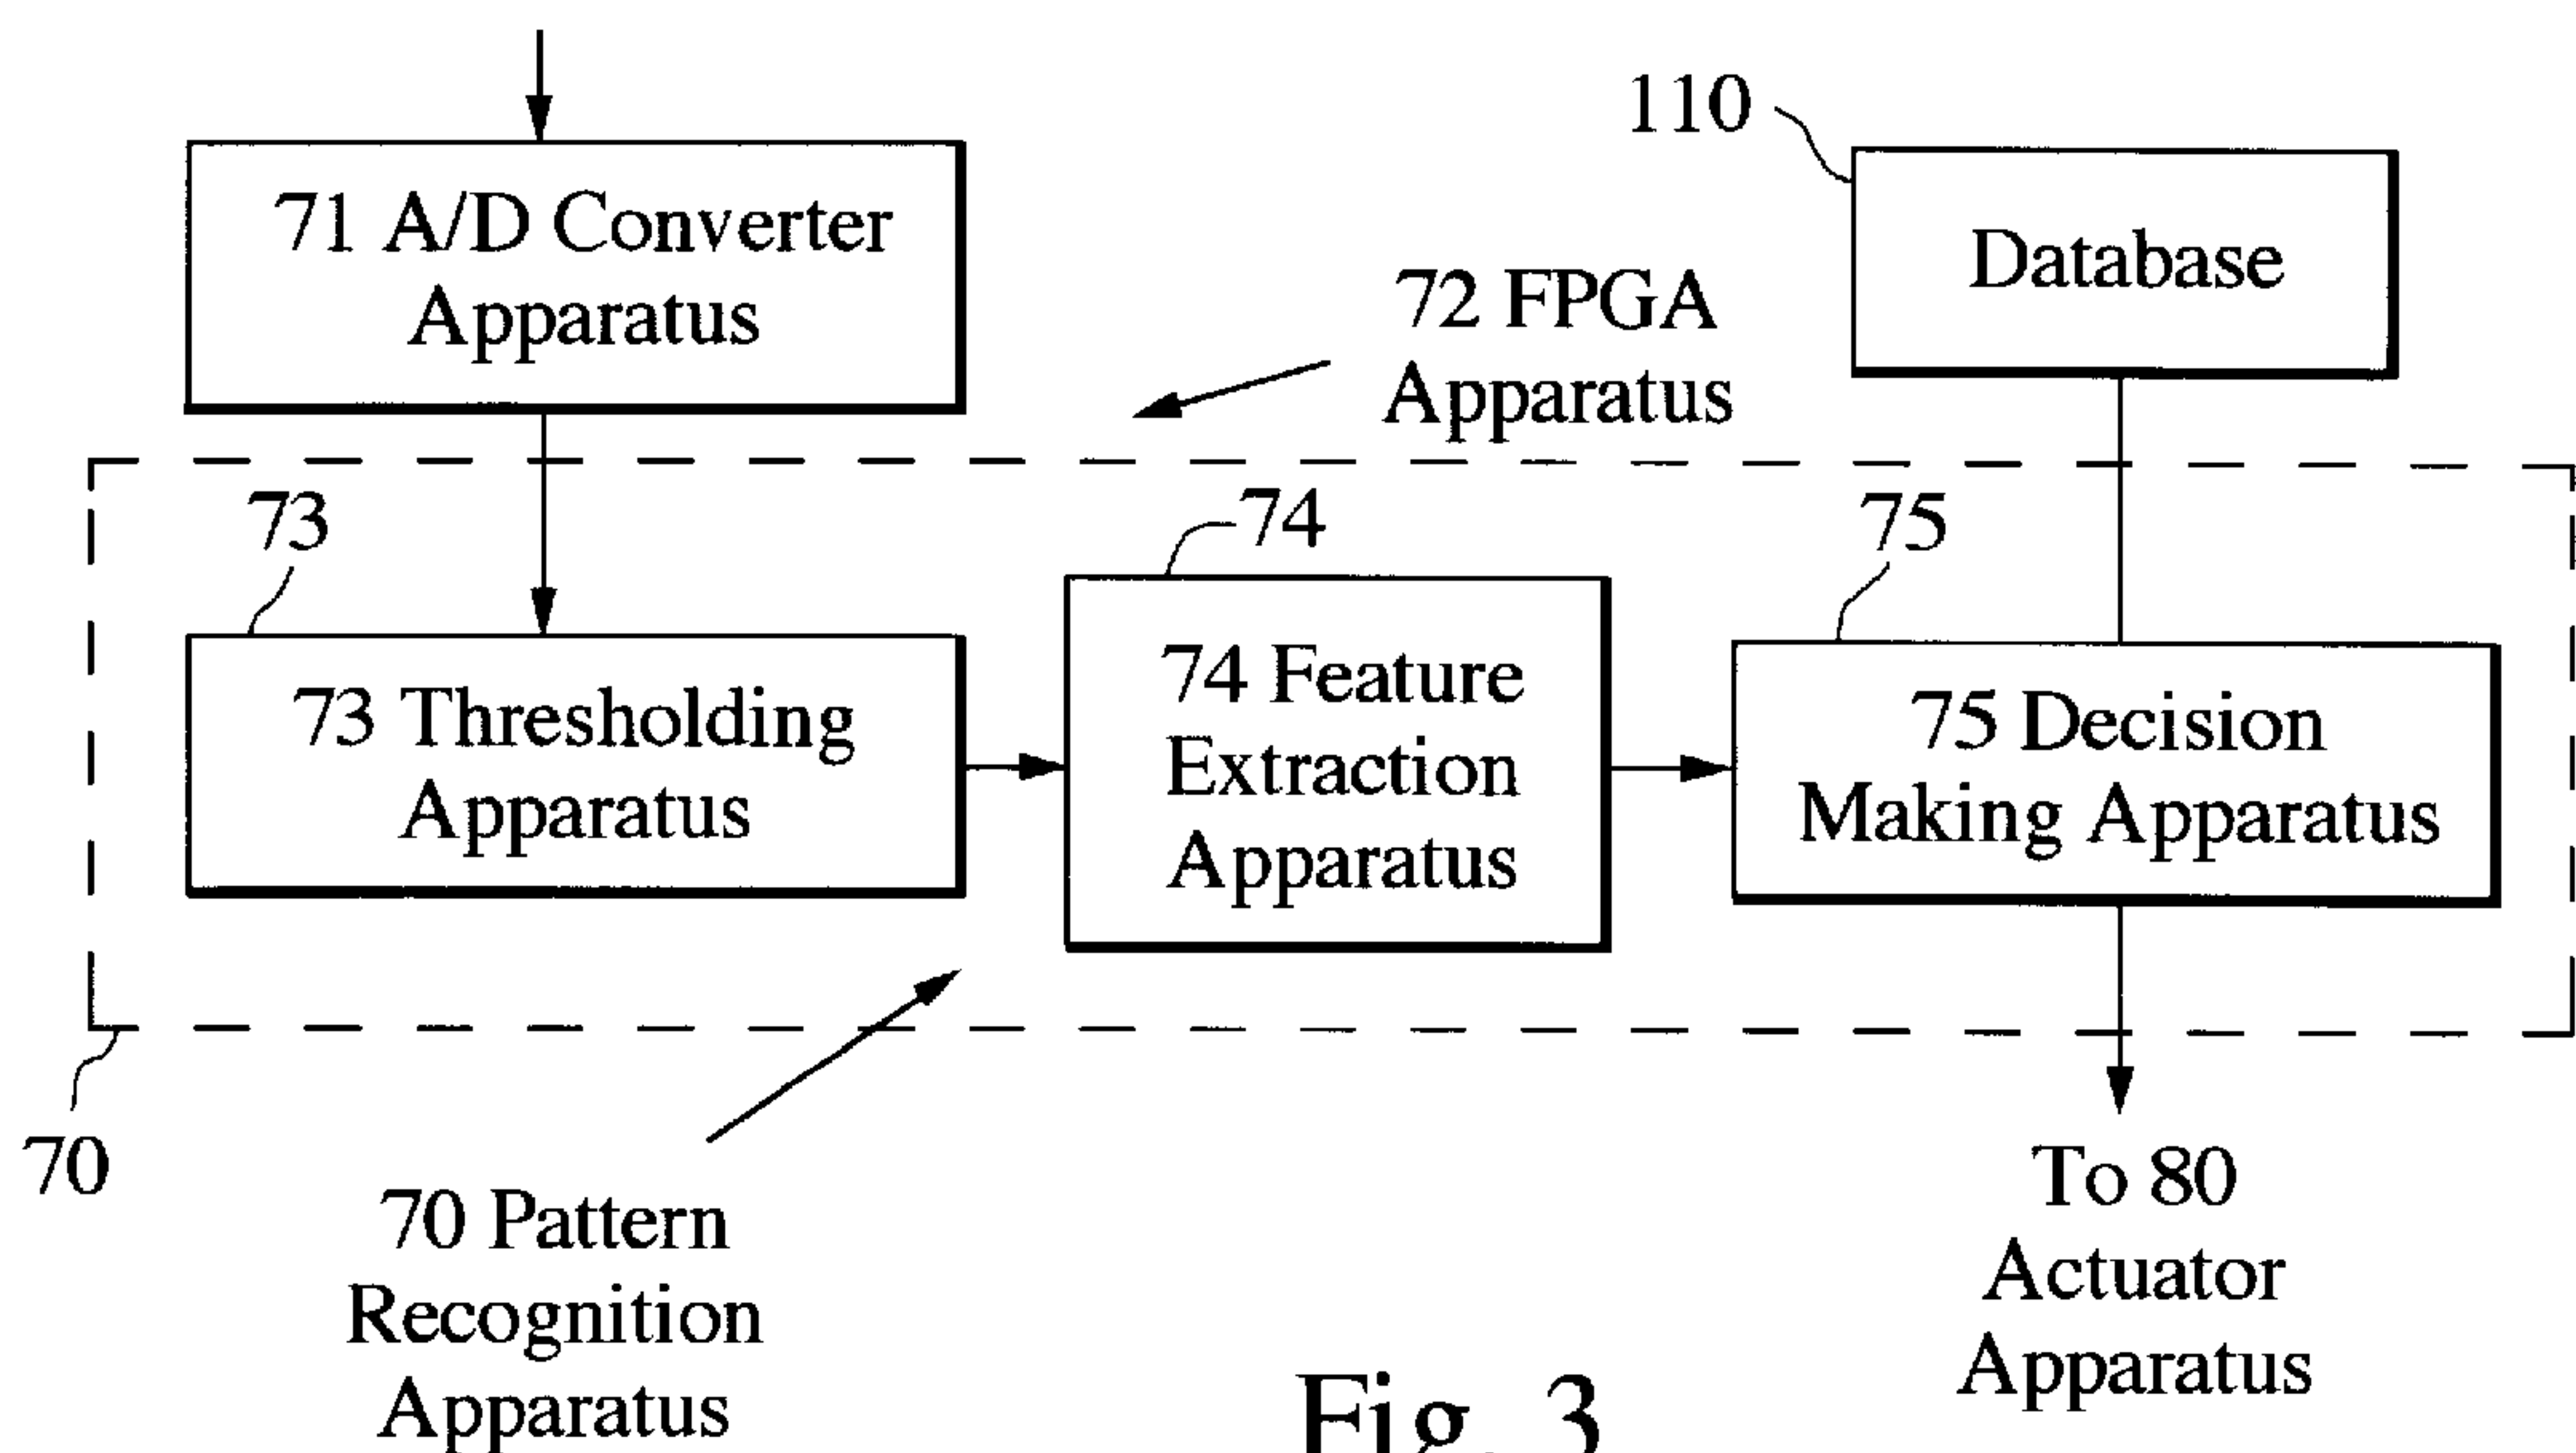 110
71 A/D Converter
Apparatus
Database
72 FPGA
Apparatus
73
74
75
73 Thresholding
Apparatus
74 Feature
Extraction
Apparatus
75 Decision
Making Apparatus
70
70 Pattern
Recognition
Apparatus
To 80
Actuator
Apparatus
Fig. 3